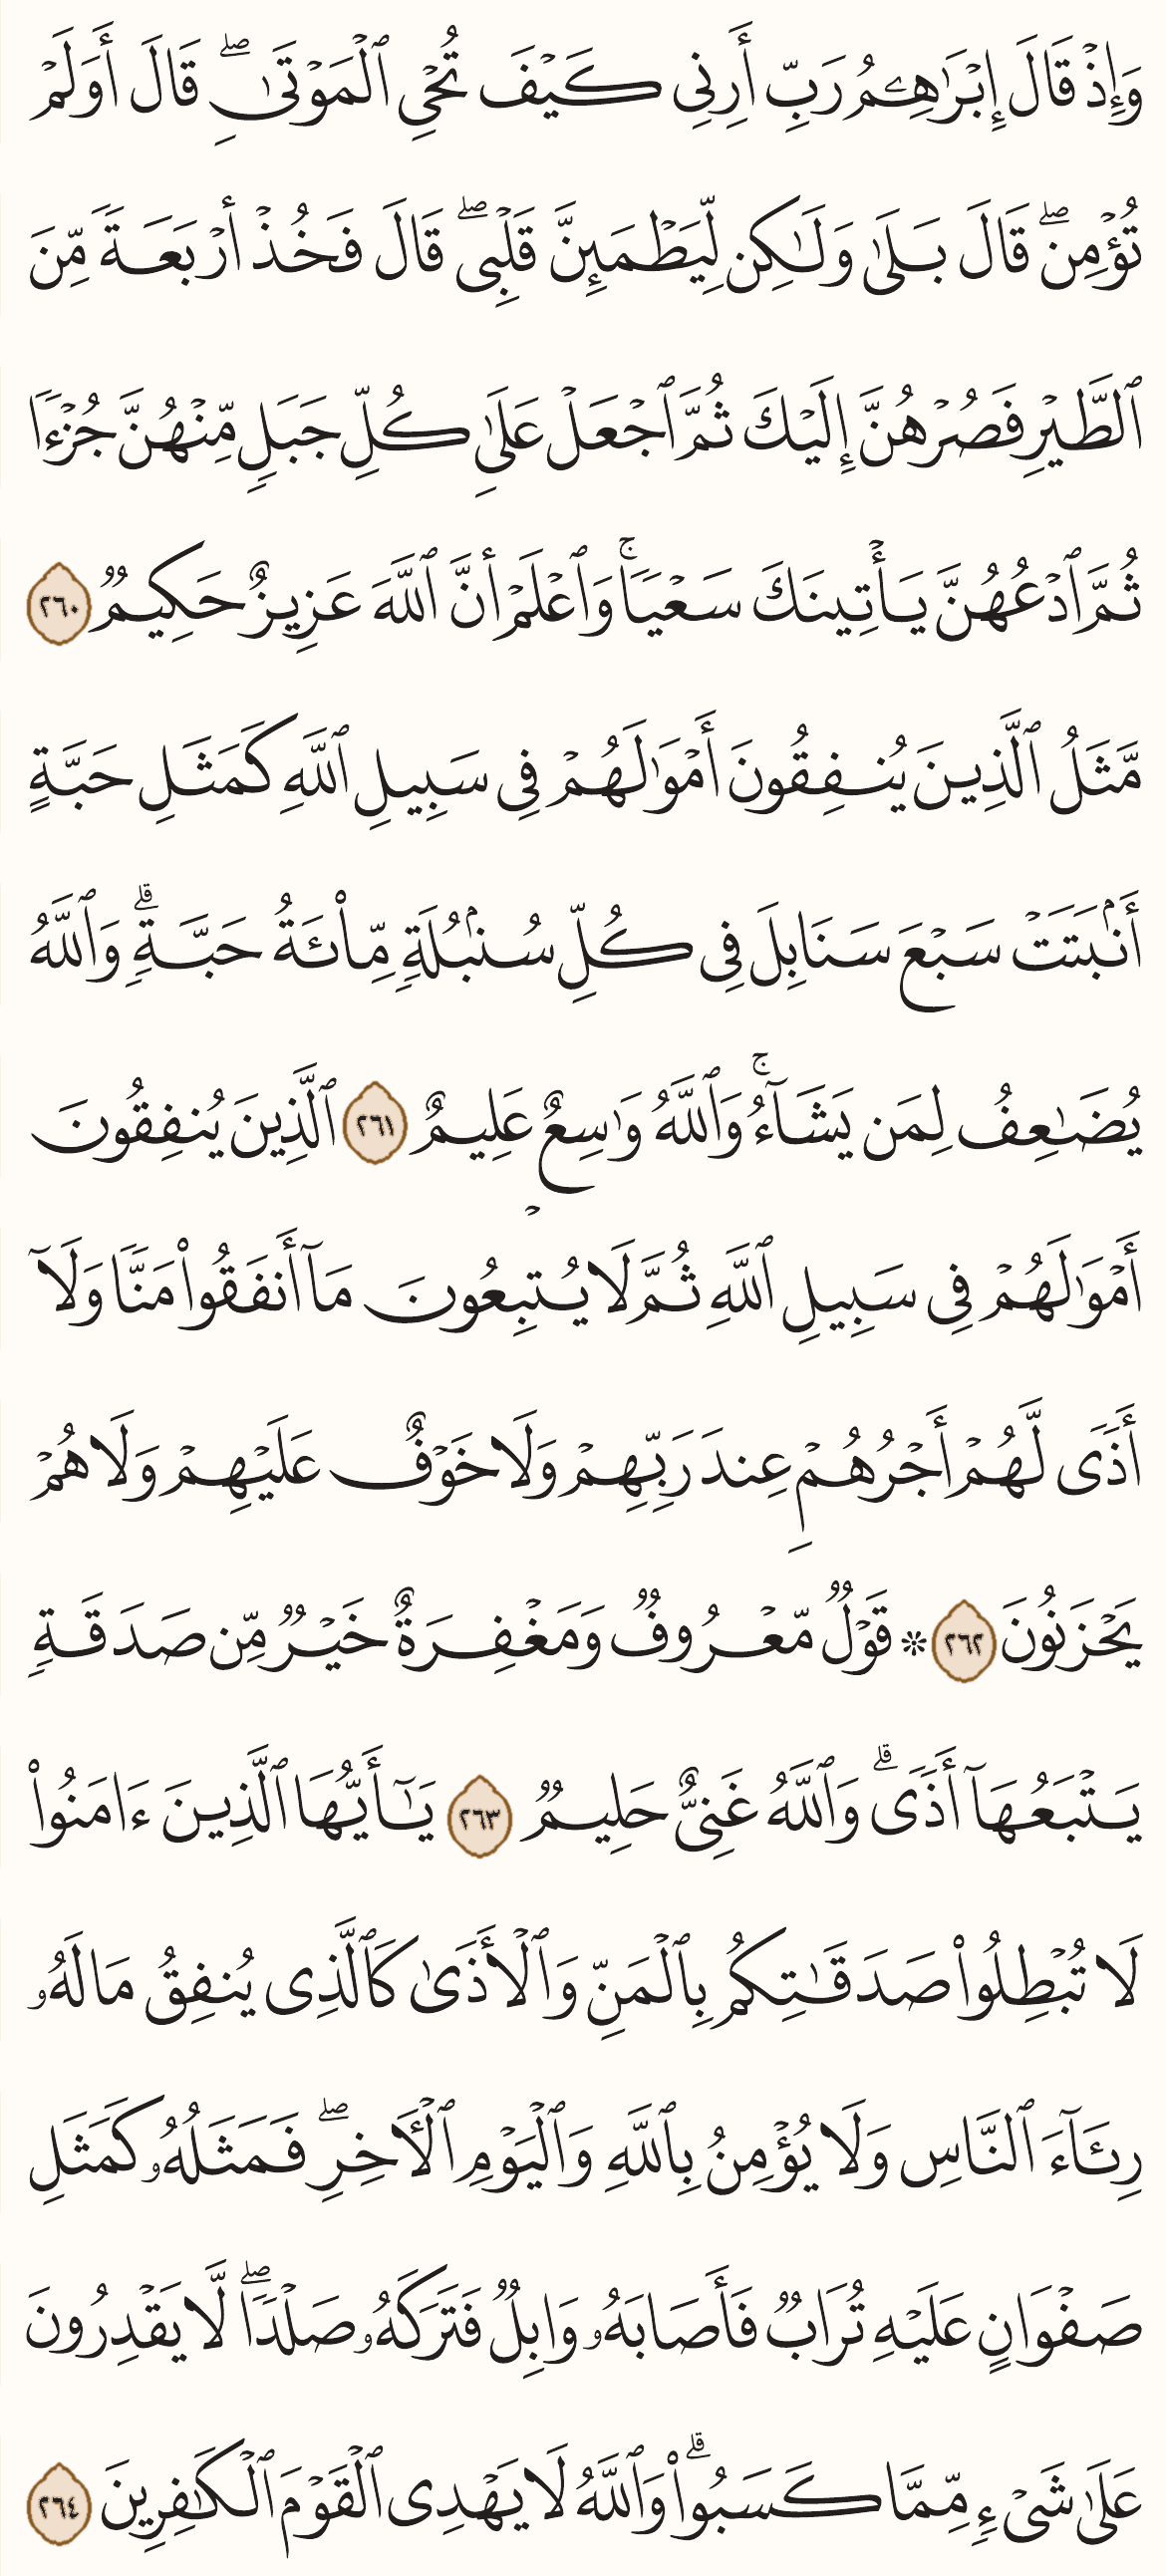 وَإِذۡ قَالَ إِبۡرَٰهِـۧمُ رَبِّ أَرِنِي كَيۡفَ تُحۡيِ ٱلۡمَوۡتَىٰۖ قَالَ أَوَلَمۡ
تُؤۡمِنۖ قَالَ بَلَىٰ وَلَٰكِن لِّيَطۡمَئِنَّ قَلۡبِيۖ قَالَ فَخُذۡ أَرۡبَعَةٗ مِّنَ
ٱلطَّيۡرِ فَصُرۡهُنَّ إِلَيۡكَ ثُمَّ ٱجۡعَلۡ عَلَىٰ كُلِّ جَبَلٖ مِّنۡهُنَّ جُزۡءٗا
ثُمَّ ٱدۡعُهُنَّ يَأۡتِينَكَ سَعۡيٗاۚ وَٱعۡلَمۡ أَنَّ ٱللَّهَ عَزِيزٌ حَكِيمٞ ٢٦٠
مَّثَلُ ٱلَّذِينَ يُنفِقُونَ أَمۡوَٰلَهُمۡ فِي سَبِيلِ ٱللَّهِ كَمَثَلِ حَبَّةٍ
أَنۢبَتَتۡ سَبۡعَ سَنَابِلَ فِي كُلِّ سُنۢبُلَةٖ مِّاْئَةُ حَبَّةٖۗ وَٱللَّهُ
يُضَٰعِفُ لِمَن يَشَآءُۚ وَٱللَّهُ وَٰسِعٌ عَلِيمٌ ٢٦١ ٱلَّذِينَ يُنفِقُونَ
أَمۡوَٰلَهُمۡ فِي سَبِيلِ ٱللَّهِ ثُمَّ لَا يُتۡبِعُونَ مَآ أَنفَقُواْ مَنّٗا وَلَآ
أَذٗى لَّهُمۡ أَجۡرُهُمۡ عِندَ رَبِّهِمۡ وَلَا خَوۡفٌ عَلَيۡهِمۡ وَلَا هُمۡ
يَحۡزَنُونَ ٢٦٢ ۞ قَوۡلٞ مَّعۡرُوفٞ وَمَغۡفِرَةٌ خَيۡرٞ مِّن صَدَقَةٖ
يَتۡبَعُهَآ أَذٗىۗ وَٱللَّهُ غَنِيٌّ حَلِيمٞ ٢٦٣ يَٰٓأَيُّهَا ٱلَّذِينَ ءَامَنُواْ
لَا تُبۡطِلُواْ صَدَقَٰتِكُم بِٱلۡمَنِّ وَٱلۡأَذَىٰ كَٱلَّذِي يُنفِقُ مَالَهُۥ
رِئَآءَ ٱلنَّاسِ وَلَا يُؤۡمِنُ بِٱللَّهِ وَٱلۡيَوۡمِ ٱلۡأٓخِرِۖ فَمَثَلُهُۥ كَمَثَلِ
صَفۡوَانٍ عَلَيۡهِ تُرَابٞ فَأَصَابَهُۥ وَابِلٞ فَتَرَكَهُۥ صَلۡدٗاۖ لَّا يَقۡدِرُونَ
عَلَىٰ شَيۡءٖ مِّمَّا كَسَبُواْۗ وَٱللَّهُ لَا يَهۡدِي ٱلۡقَوۡمَ ٱلۡكَٰفِرِينَ ٢٦٤